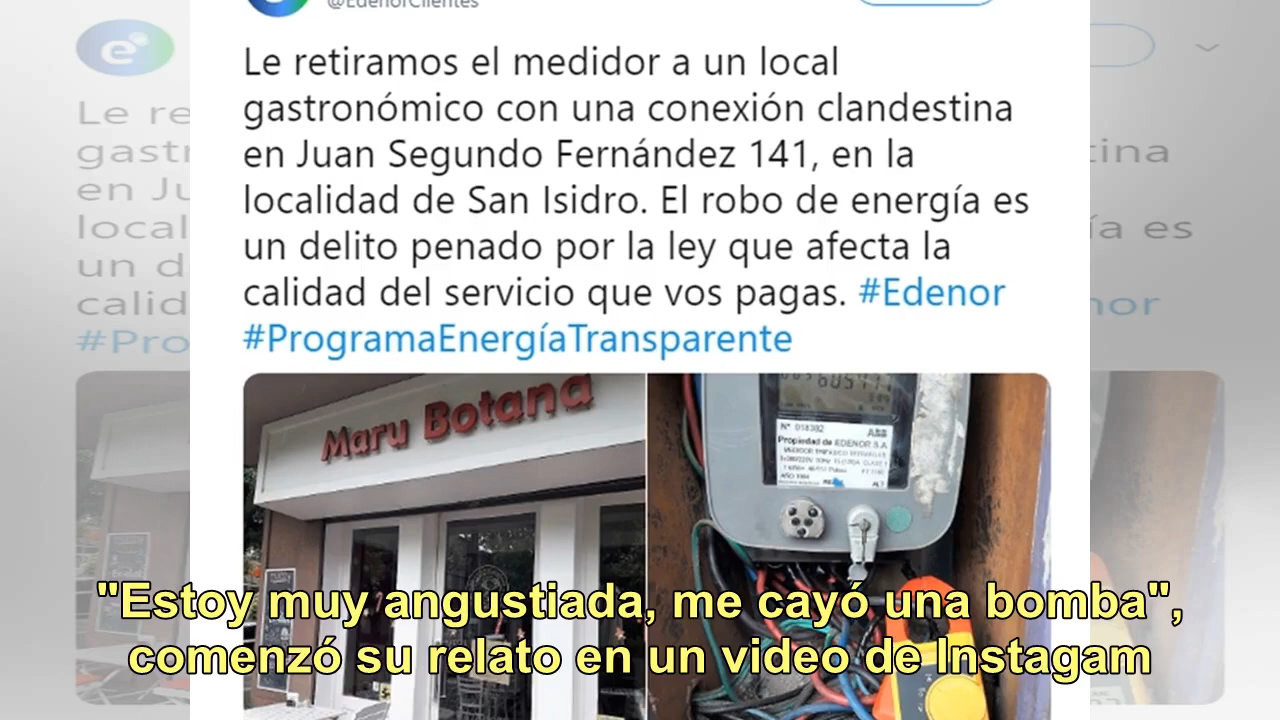 @EdenorClientes
Le retiramos el medidor a un local
gastronómico con una conexión clandestina
en Juan Segundo Fernández 141, en la
localidad de San Isidro. El robo de energía es
un delito penado por la ley que afecta la
calidad del servicio que vos pagas. #Edenor
#ProgramaEnergíaTransparente
Maru Botana
Nº 018382 ABB
Propiedad de EDENOR S.A
"Estoy muy angustiada, me cayó una bomba",
comenzó su relato en un video de Instagam